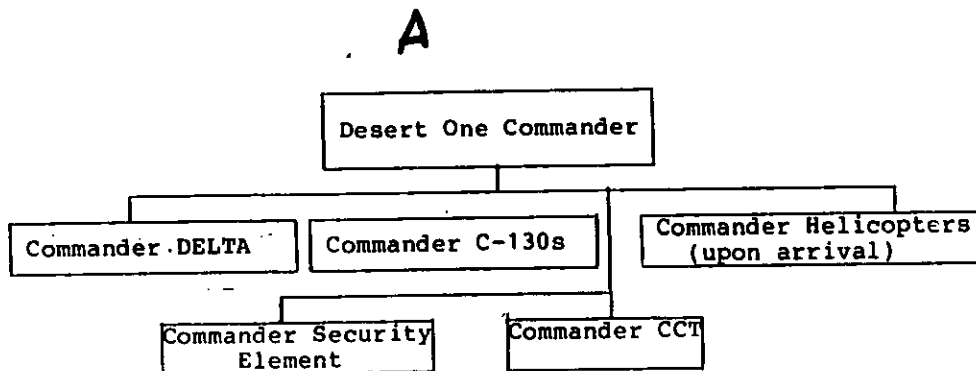 A
Desert One Commander
Commander DELTA
Commander C-130s
Commander Helicopters
(upon arrival)
Commander Security
Element
Commander CCT